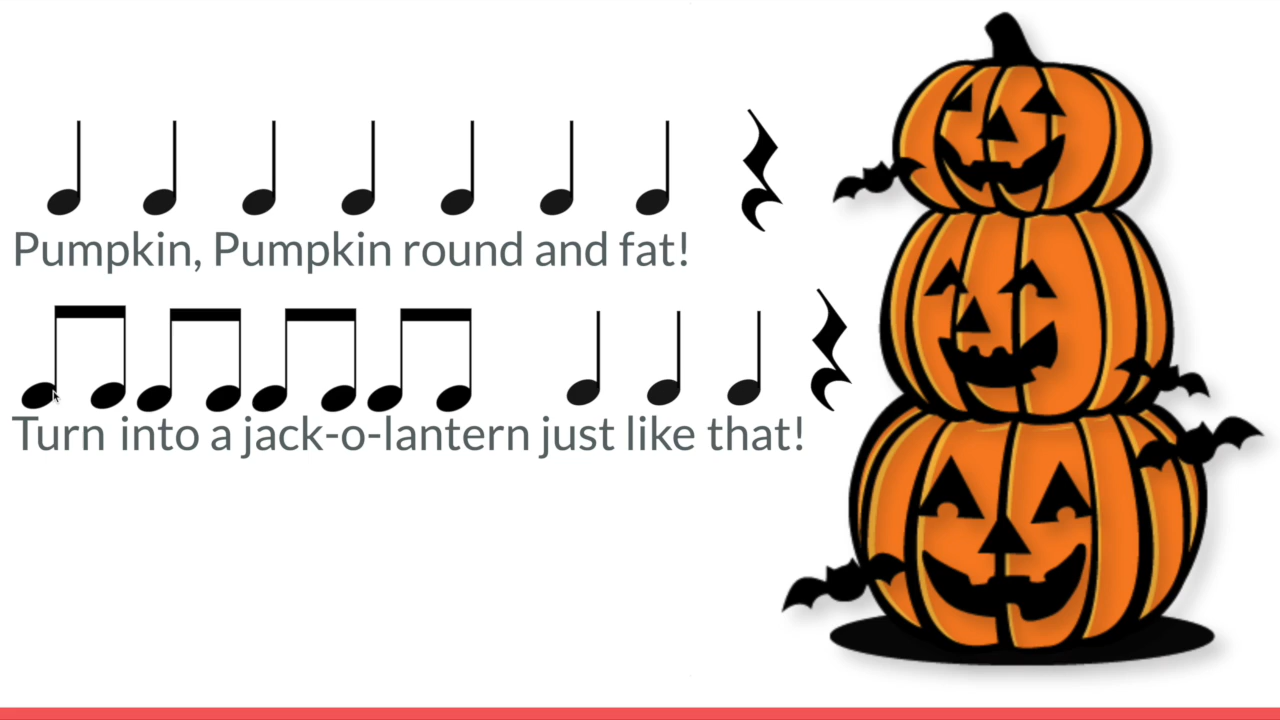 Pumpkin, Pumpkin round and fat!
Turn into a jack-o-lantern just like that!